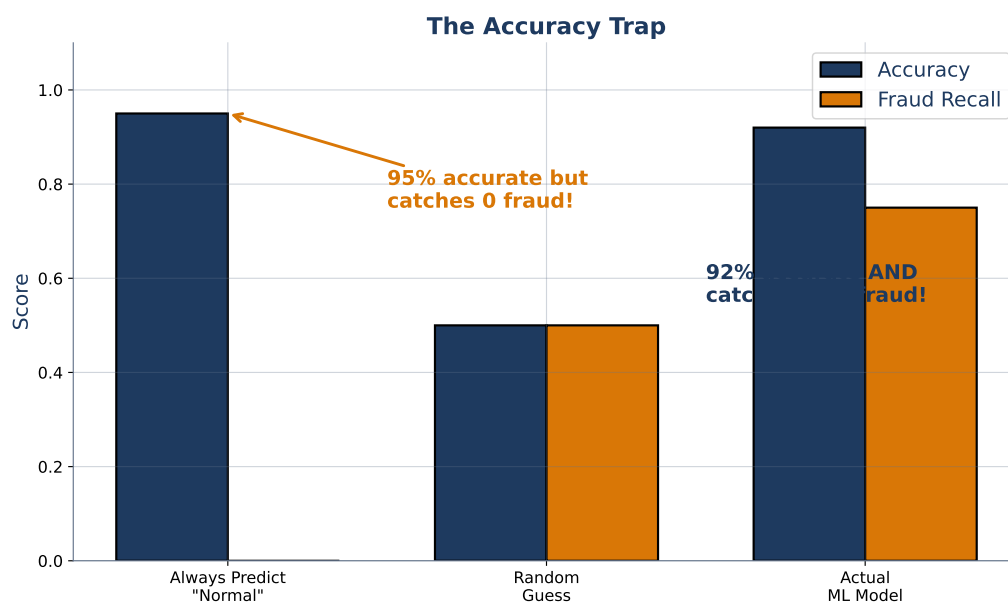 The Accuracy Trap
Accuracy
Fraud Recall
95% accurate but
catches 0 fraud!
92% AND
Score
1.0
0.8
0.6
0.4
0.2
0.0
Always Predict
"Normal"
Random
Guess
Actual
ML Model